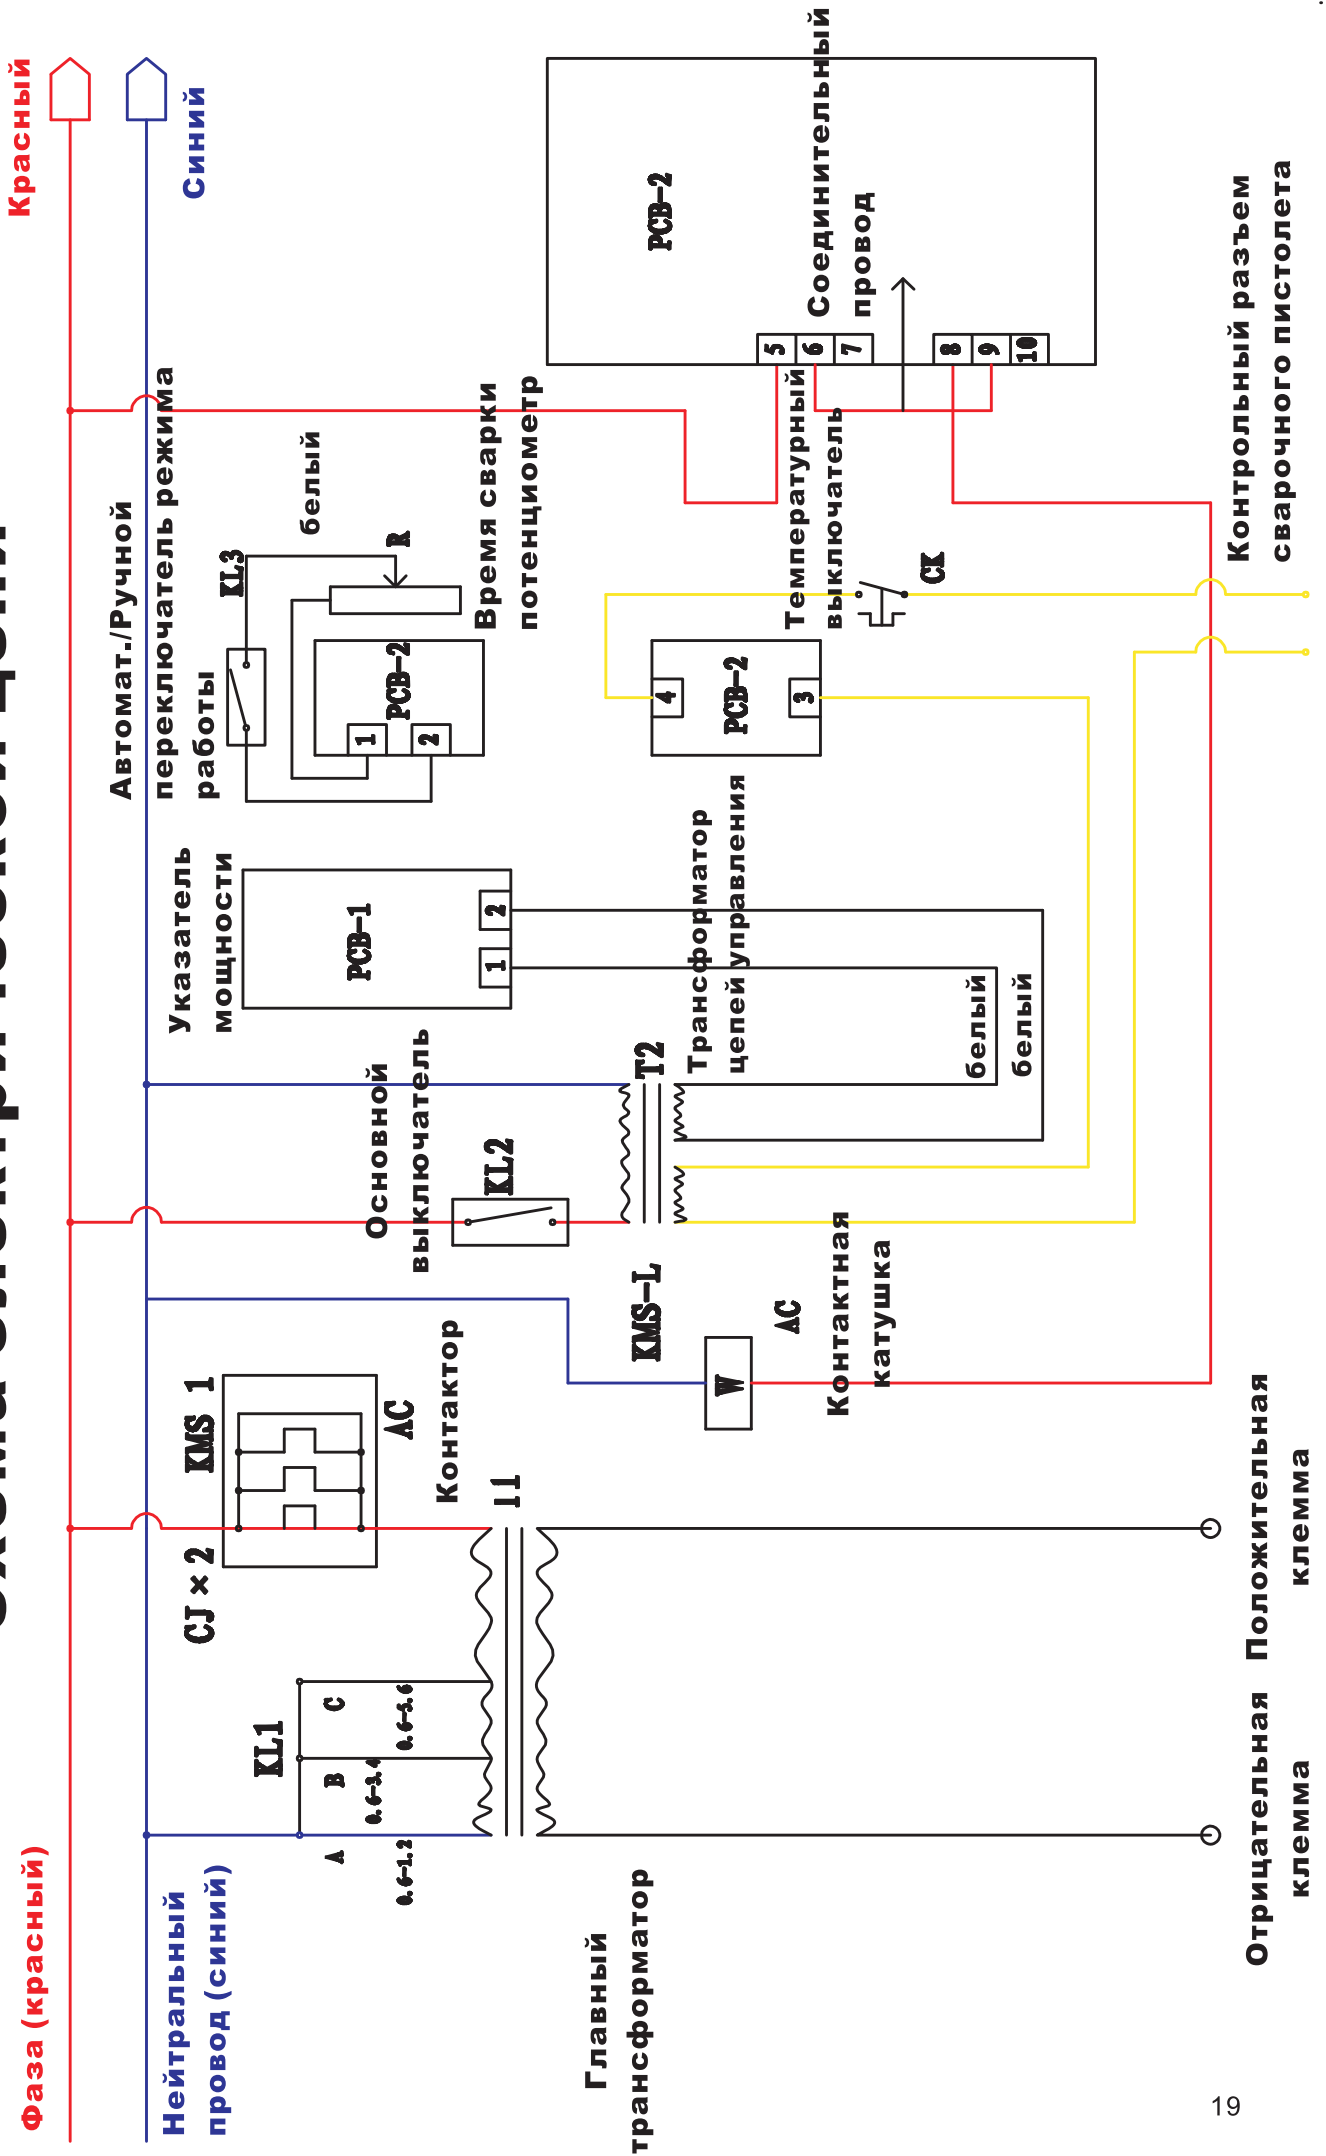 Схема электрической цепи
Фаза (красный)
Красный
Нейтральный
провод (синий)
Синий
Автомат./Ручной
переключатель режима
работы
KL3
белый
R
Время сварки
потенциометр
PCB-2
1
2
Указатель
мощности
PCB-1
1
2
Основной
выключатель
KL2
KMS 1
CJ × 2
AC
Контактор
KL1
A
B
C
0.6-1.2
0.6-3.4
0.6-5.6
11
Главный
трансформатор
KMS-L
W
AC
Контактная
катушка
T2
Трансформатор
цепей управления
белый
белый
PCB-2
4
3
Температурный
выключатель
CK
PCB-2
Соединительный
провод
5
6
7
8
9
10
Контрольный разъем
сварочного пистолета
Отрицательная
клемма
Положительная
клемма
19